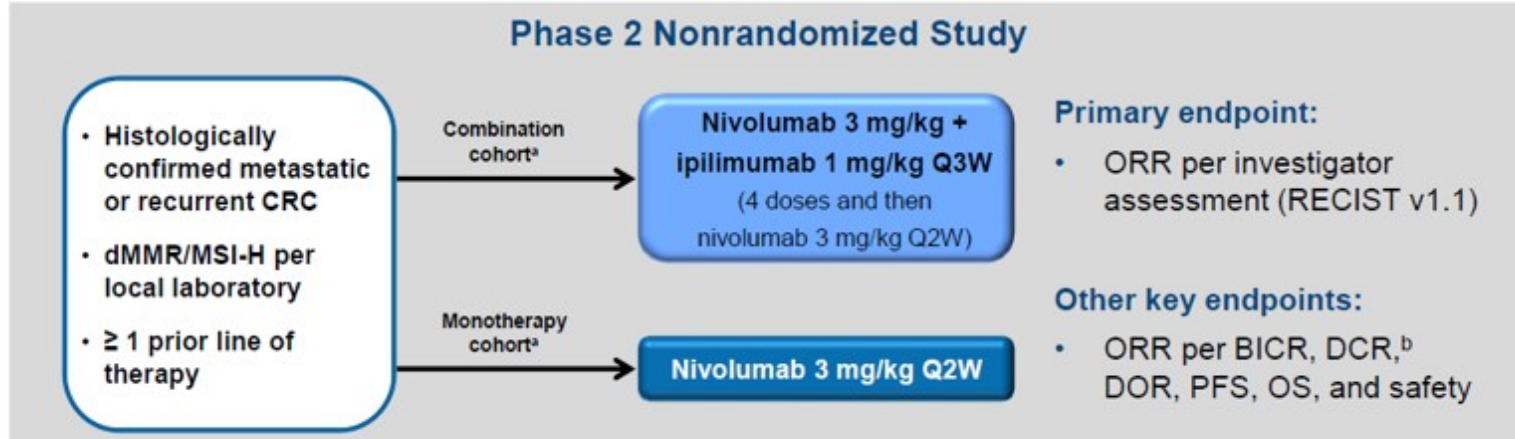 Phase 2 Nonrandomized Study
• Histologically
confirmed metastatic
or recurrent CRC
• dMMR/MSI-H per
local laboratory
• ≥ 1 prior line of
therapy
Combination
cohortᵃ
Monotherapy
cohortᵃ
Nivolumab 3 mg/kg +
ipilimumab 1 mg/kg Q3W
(4 doses and then
nivolumab 3 mg/kg Q2W)
Nivolumab 3 mg/kg Q2W
Primary endpoint:
• ORR per investigator
assessment (RECIST v1.1)
Other key endpoints:
• ORR per BICR, DCR,ᵇ
DOR, PFS, OS, and safety